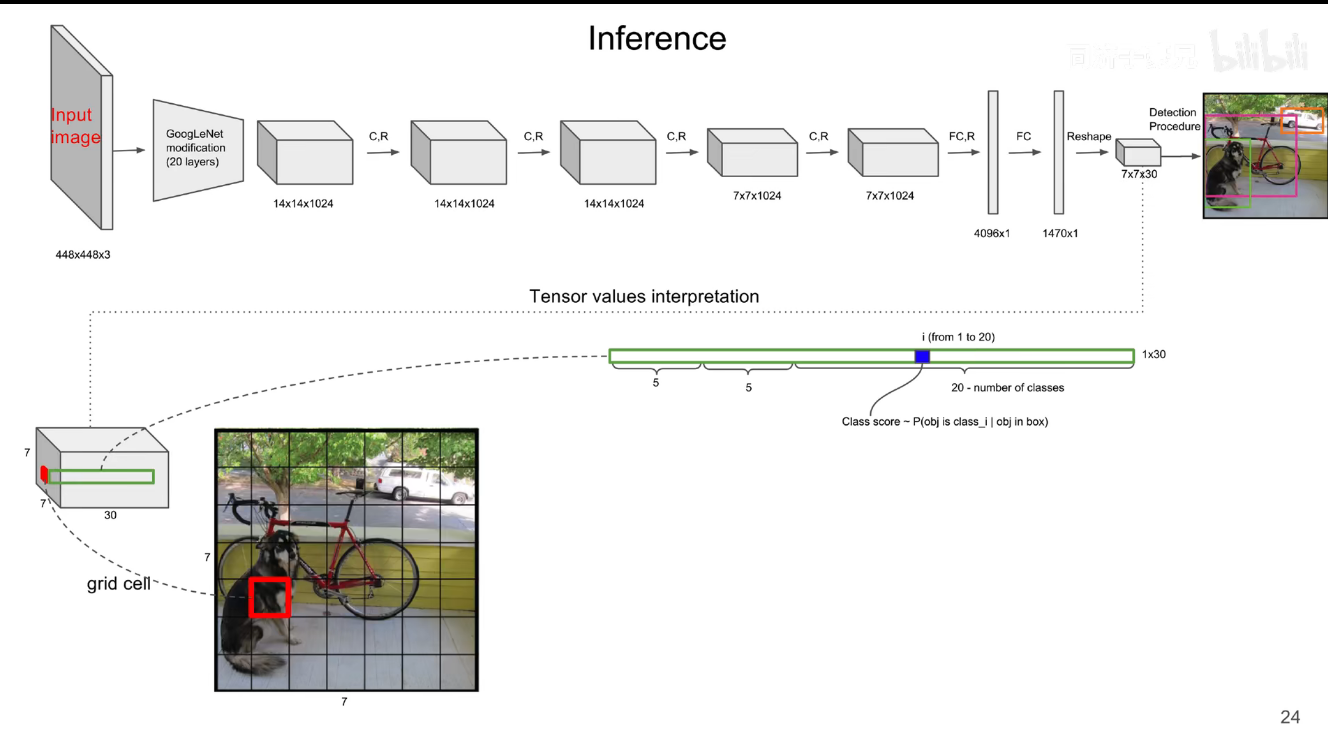 Inference
bilibili
Input
image
GoogLeNet
modification
(20 layers)
C,R
C,R
C,R
C,R
FC,R
FC
Reshape
Detection
Procedure
448x448x3
14x14x1024
14x14x1024
14x14x1024
7x7x1024
7x7x1024
4096x1
1470x1
7x7x30
Tensor values interpretation
i (from 1 to 20)
1x30
5
5
20 - number of classes
Class score ~ P(obj is class_i | obj in box)
7
7
30
grid cell
7
7
24